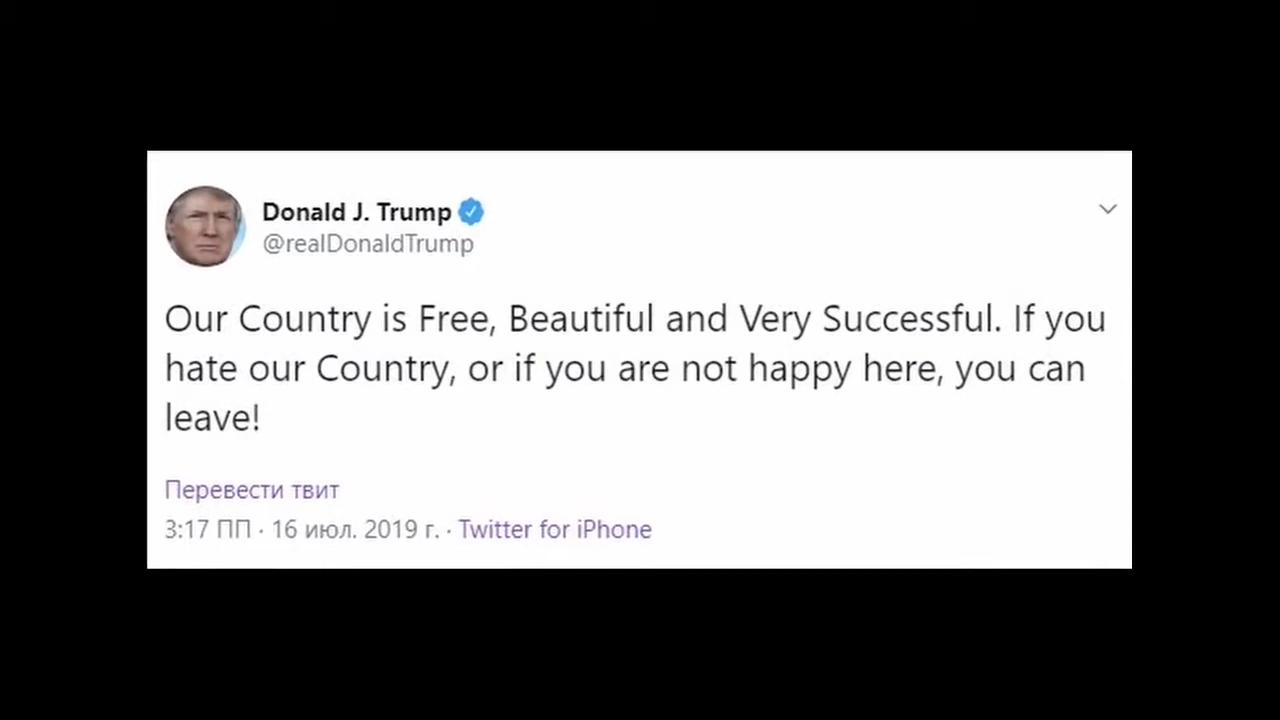 Donald J. Trump
@realDonaldTrump
Our Country is Free, Beautiful and Very Successful. If you
hate our Country, or if you are not happy here, you can
leave!
Перевести твит
3:17 ПП · 16 июл. 2019 г. · Twitter for iPhone